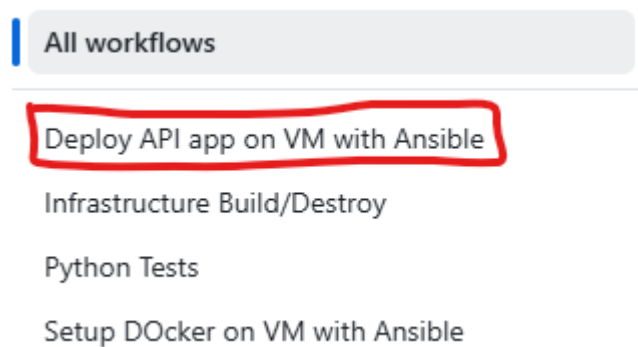 All workflows
Deploy API app on VM with Ansible
Infrastructure Build/Destroy
Python Tests
Setup DOcker on VM with Ansible